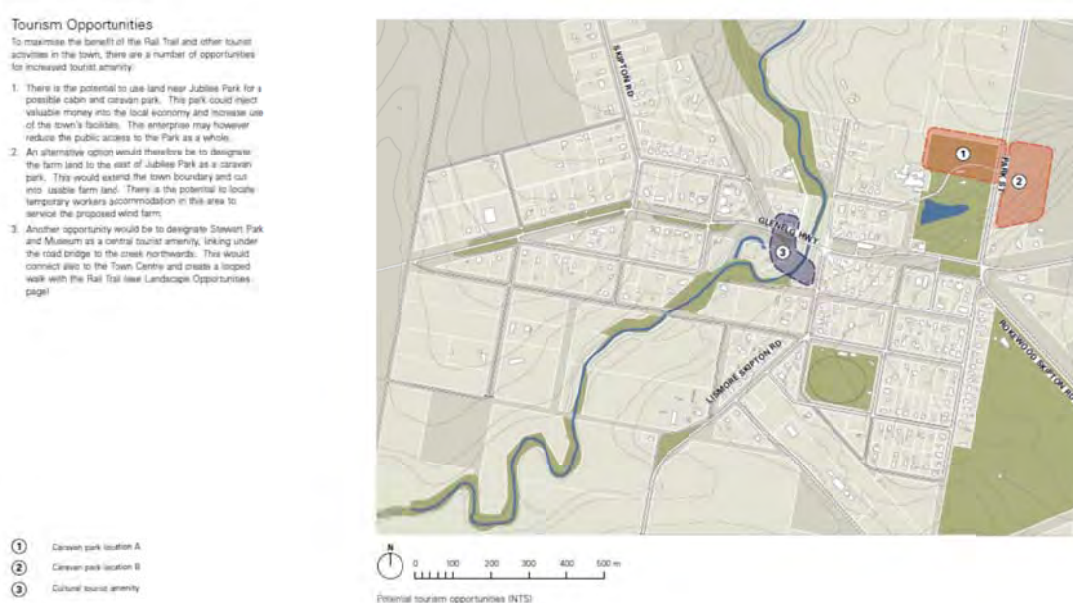 Tourism Opportunities
To maximise the benefit of the Rail Trail and other tourist
activities in the town, there are a number of opportunities
for increased tourist amenity:
1. There is the potential to use land near Jubilee Park for a
possible cabin and caravan park. This park could inject
valuable money into the local economy and increase use
of the town's facilities. This enterprise may however
reduce the public access to the Park as a whole.
2. An alternative option would therefore be to designate
the farm land to the east of Jubilee Park as a caravan
park. This would extend the town boundary and cut
into usable farm land. There is the potential to locate
temporary workers accommodation in this area to
service the proposed wind farm.
3. Another opportunity would be to designate Stewart Park
and Museum as a central tourist amenity, linking under
the road bridge to the creek northwards. This would
connect also to the Town Centre and create a looped
walk with the Rail Trail (see Landscape Opportunities
page)
1 Caravan park location A
2 Caravan park location B
3 Cultural tourist amenity
SKIPTON RD
GLENELG HWY
PARK ST
LISMORE SKIPTON RD
ROKEWOOD SKIPTON RD
1
2
3
N
0 100 200 300 400 500 m
Potential tourism opportunities (NTS)